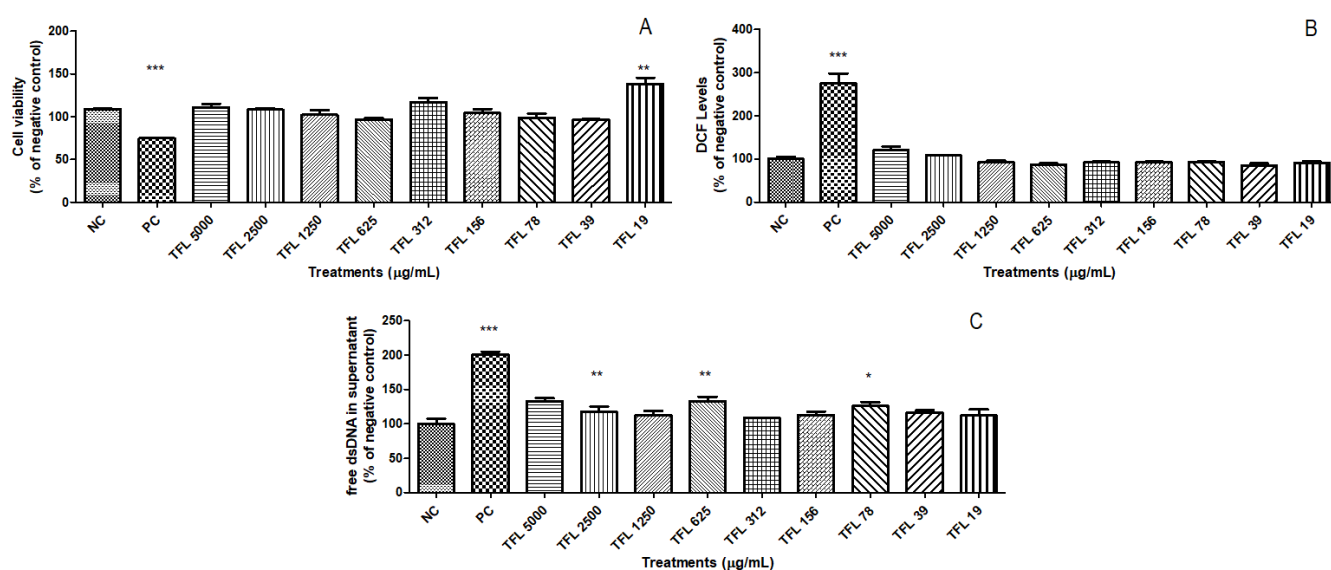 A
Cell viability
(% of negative control)
200
150
100
50
0
***
**
NC
PC
TFL 5000
TFL 2500
TFL 1250
TFL 625
TFL 312
TFL 156
TFL 78
TFL 39
TFL 19
Treatments (µg/mL)
B
DCF Levels
(% of negative control)
400
300
200
100
0
***
NC
PC
TFL 5000
TFL 2500
TFL 1250
TFL 625
TFL 312
TFL 156
TFL 78
TFL 39
TFL 19
Treatments (µg/mL)
C
free dsDNA in supernatant
(% of negative control)
250
200
150
100
50
0
***
**
**
*
NC
PC
TFL 5000
TFL 2500
TFL 1250
TFL 625
TFL 312
TFL 156
TFL 78
TFL 39
TFL 19
Treatments (µg/mL)